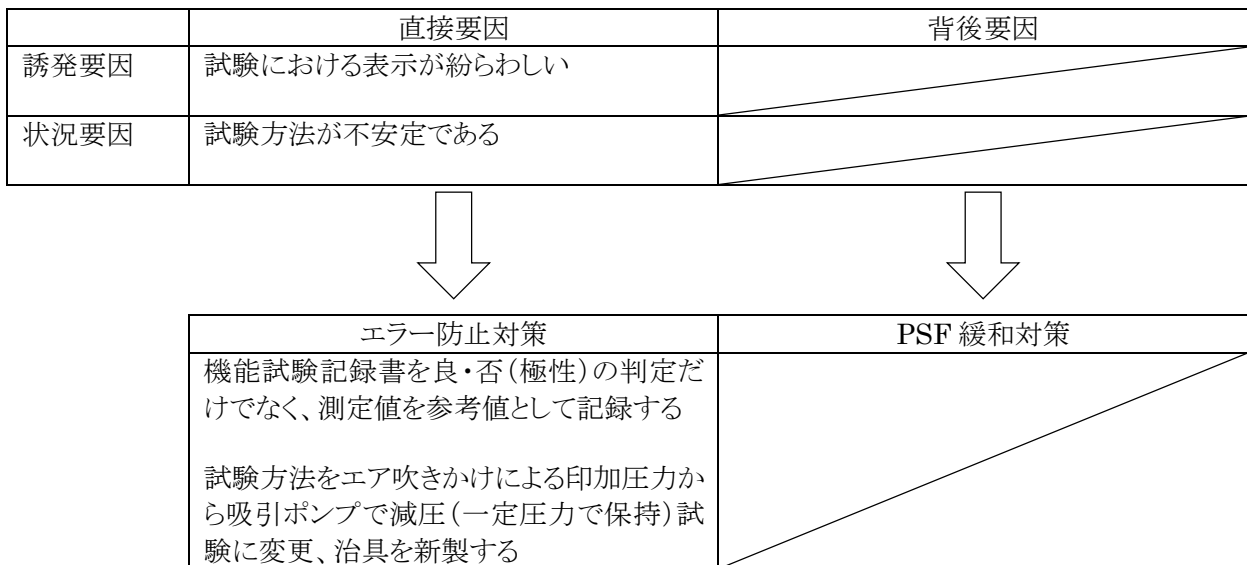 直接要因 背後要因
誘発要因 試験における表示が紛らわしい
状況要因 試験方法が不安定である
エラー防止対策 PSF 緩和対策
機能試験記録書を良・否(極性)の判定だ
けでなく、測定値を参考値として記録する
試験方法をエア吹きかけによる印加圧力か
ら吸引ポンプで減圧(一定圧力で保持)試
験に変更、治具を新製する